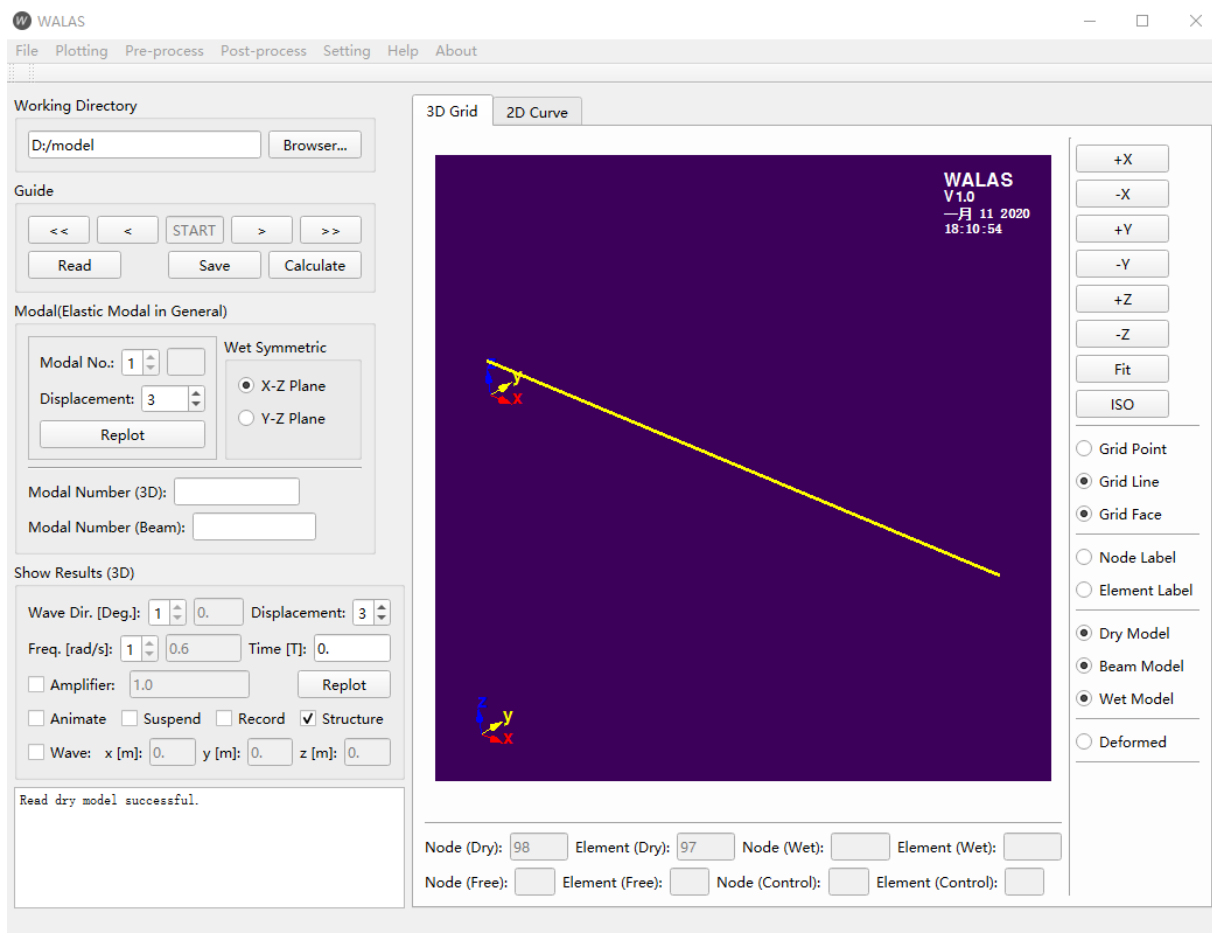 WALAS
File Plotting Pre-process Post-process Setting Help About
Working Directory
D:/model Browser...
Guide
<< < START > >>
Read Save Calculate
Modal(Elastic Modal in General)
Modal No.: 1
Displacement: 3
Replot
Wet Symmetric
X-Z Plane
Y-Z Plane
Modal Number (3D):
Modal Number (Beam):
Show Results (3D)
Wave Dir. [Deg.]: 1 0. Displacement: 3
Freq. [rad/s]: 1 0.6 Time [T]: 0.
Amplifier: 1.0 Replot
Animate Suspend Record Structure
Wave: x [m]: 0. y [m]: 0. z [m]: 0.
Read dry model successful.
3D Grid 2D Curve
WALAS
V 1.0
一月 11 2020
18:10:54
z
y
x
z
y
x
Node (Dry): 98 Element (Dry): 97 Node (Wet): Element (Wet):
Node (Free): Element (Free): Node (Control): Element (Control):
+X
-X
+Y
-Y
+Z
-Z
Fit
ISO
Grid Point
Grid Line
Grid Face
Node Label
Element Label
Dry Model
Beam Model
Wet Model
Deformed